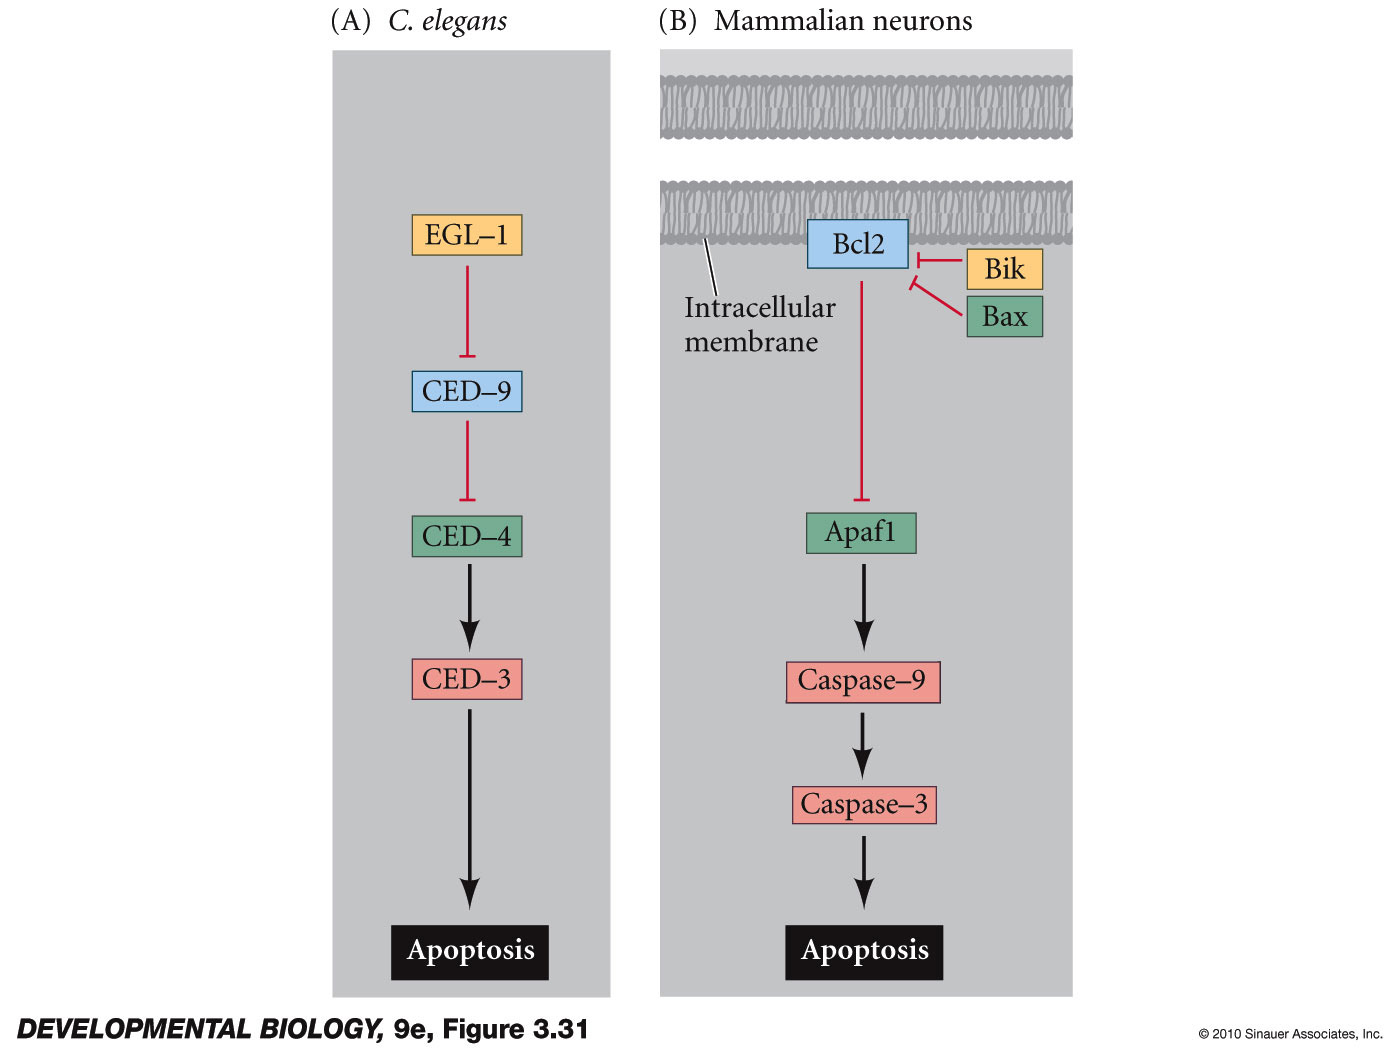 (A) C. elegans
EGL–1
CED–9
CED–4
CED–3
Apoptosis
(B) Mammalian neurons
Bcl2
Bik
Bax
Intracellular
membrane
Apaf1
Caspase–9
Caspase–3
Apoptosis
DEVELOPMENTAL BIOLOGY, 9e, Figure 3.31
© 2010 Sinauer Associates, Inc.